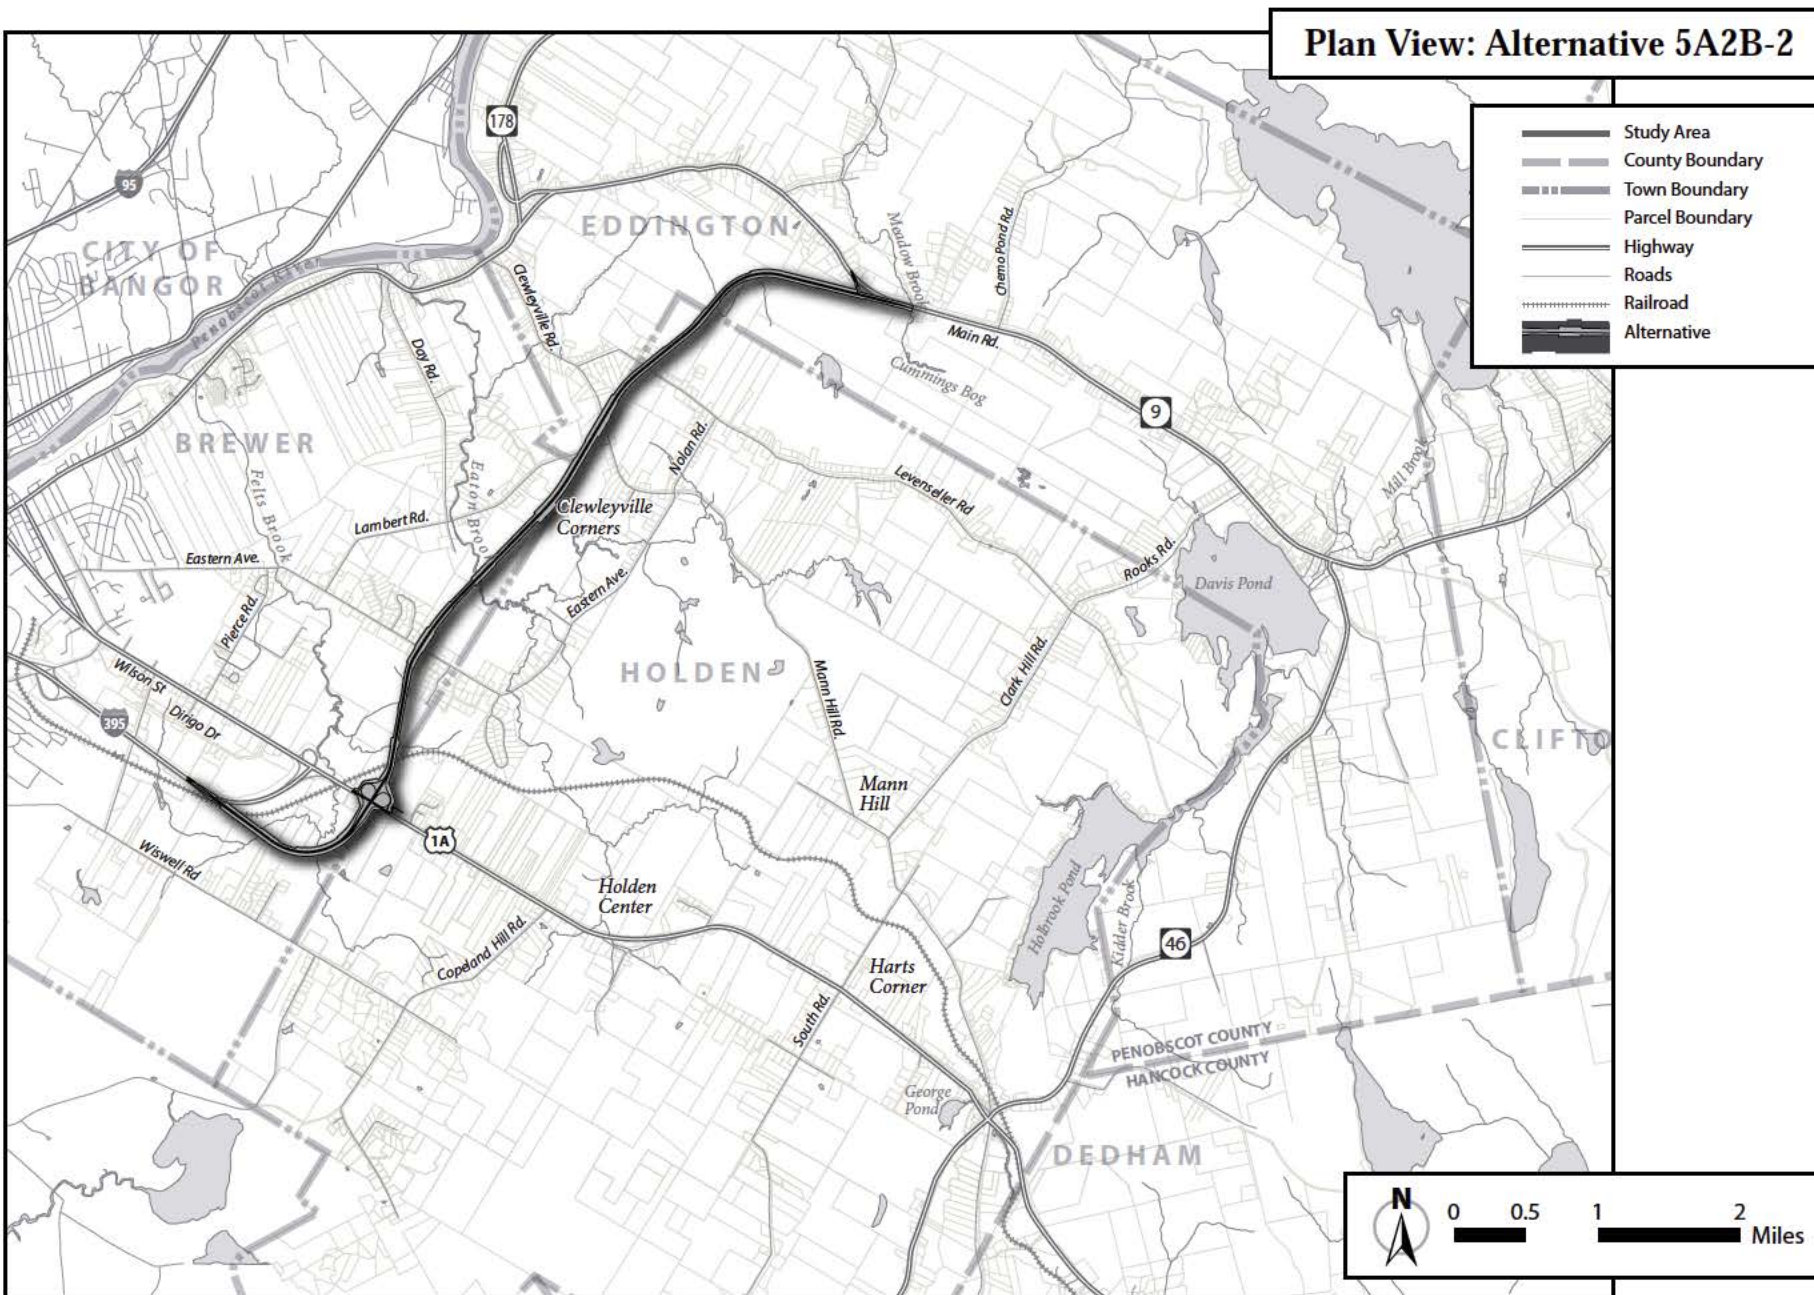 Plan View: Alternative 5A2B-2
Study Area
County Boundary
Town Boundary
Parcel Boundary
Highway
Roads
Railroad
Alternative
178
95
EDDINGTON
CITY OF
BANGOR
Penobscot River
Meadow Brook
Chemo Pond Rd.
Clewleyville Rd.
Day Rd.
Main Rd.
Cummings Bog
9
BREWER
Felts Brook
Eaton Brook
Nolan Rd.
Levenseller Rd
Mill Brook
Lambert Rd.
Clewleyville
Corners
Eastern Ave.
Eastern Ave.
Rooks Rd.
Davis Pond
Pierce Rd.
HOLDEN
Mann Hill Rd.
Clark Hill Rd.
Wilson St
Dirigo Dr
395
CLIFTO
Mann
Hill
1A
Wiswell Rd
Holden
Center
Holbrook Pond
Kidder Brook
Copeland Hill Rd.
46
Harts
Corner
South Rd.
PENOBSCOT COUNTY
HANCOCK COUNTY
George
Pond
DEDHAM
N
0 0.5 1 2
Miles